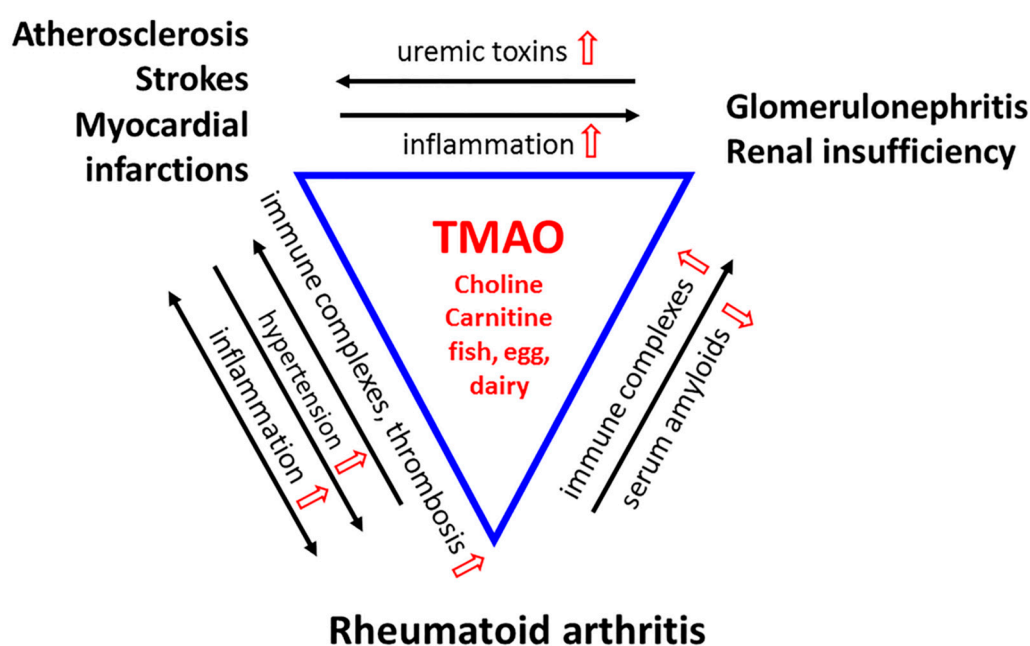 Atherosclerosis
Strokes
Myocardial
infarctions
uremic toxins
inflammation
Glomerulonephritis
Renal insufficiency
TMAO
Choline
Carnitine
fish, egg,
dairy
immune complexes, thrombosis
hypertension
inflammation
immune complexes
serum amyloids
Rheumatoid arthritis